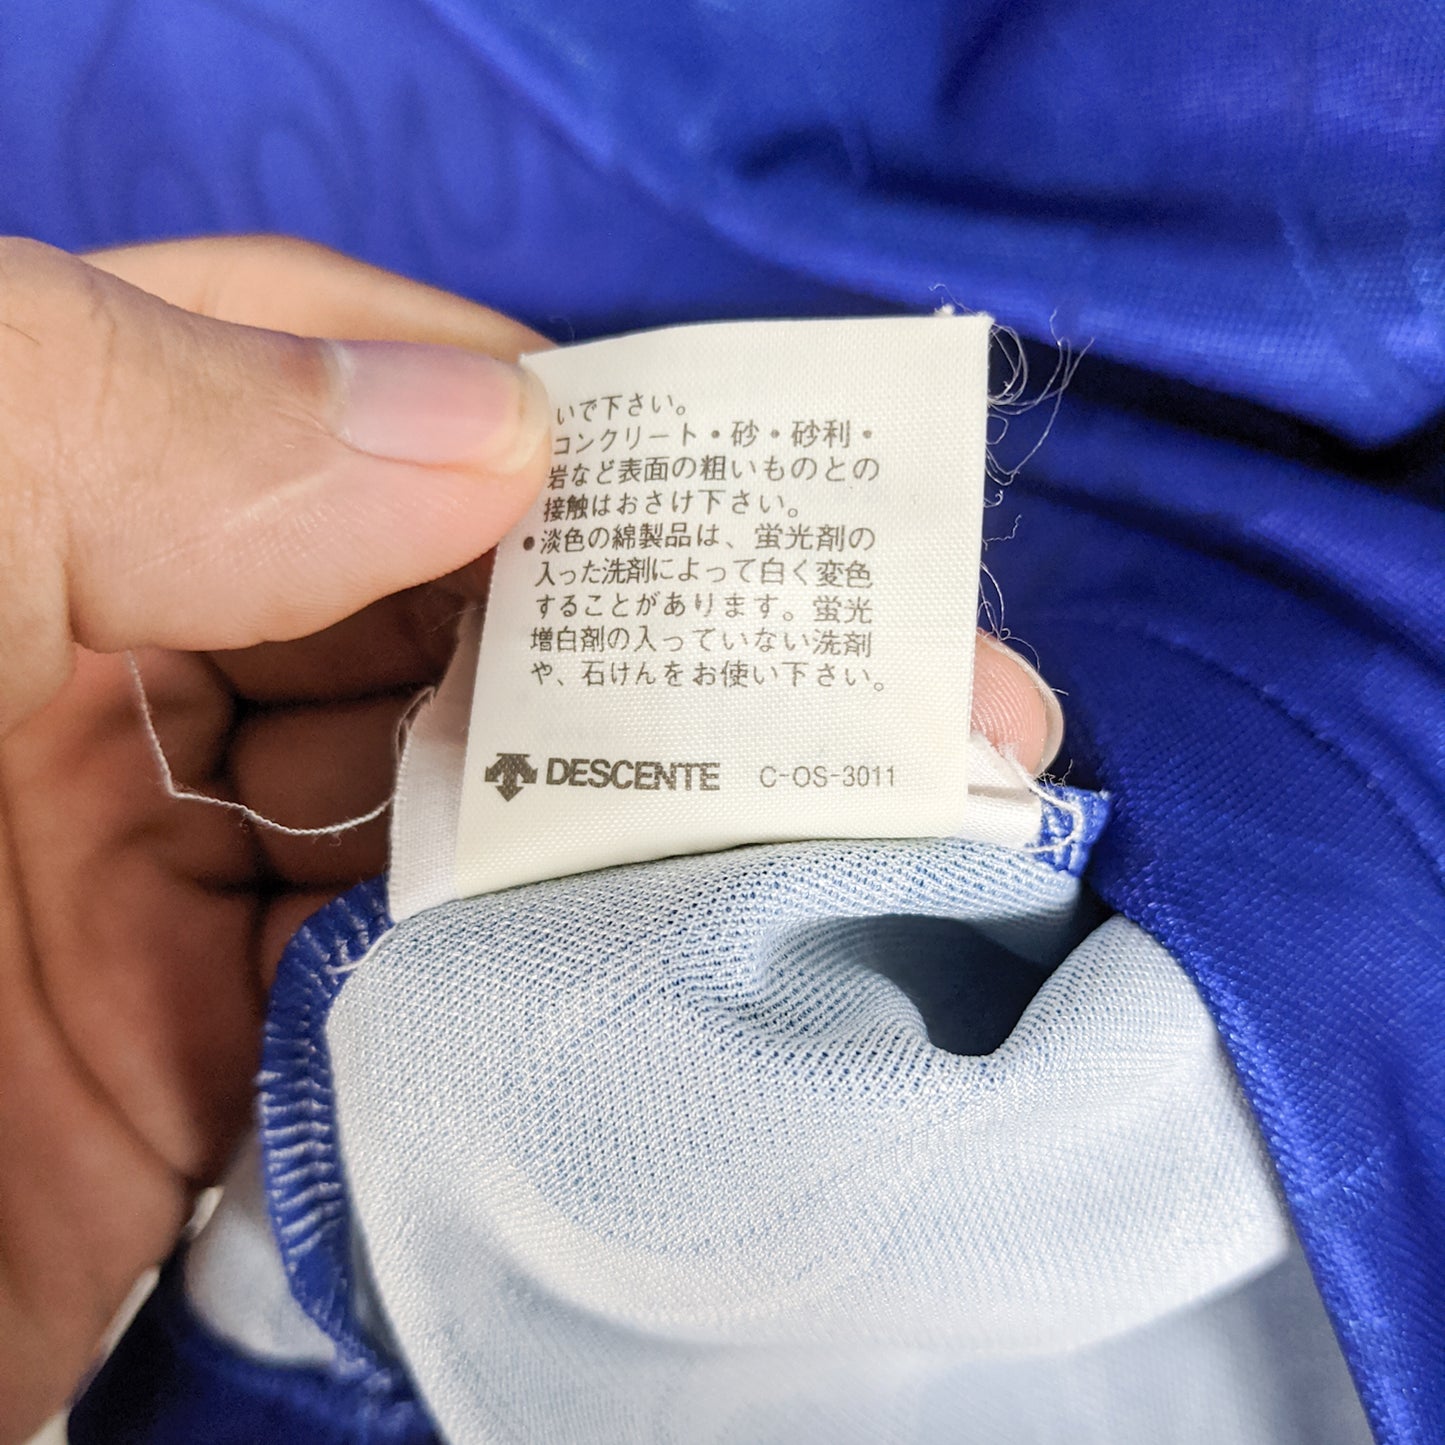 いで下さい。
コンクリート・砂・砂利・
岩など表面の粗いものとの
接触はおさけ下さい。
●淡色の綿製品は、蛍光剤の
入った洗剤によって白く変色
することがあります。蛍光
増白剤の入っていない洗剤
や、石けんをお使い下さい。
DESCENTE C-OS-3011